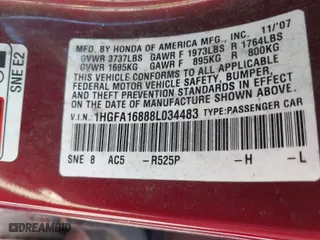 SNE E2
MFD. BY HONDA OF AMERICA MFG., INC. 11/'07
GVWR 3737LBS GAWR F 1973LBS R 1764LBS
GVWR 1695KG GAWR F 895KG R 800KG
THIS VEHICLE CONFORMS TO ALL APPLICABLE
FEDERAL MOTOR VEHICLE SAFETY, BUMPER,
AND THEFT PREVENTION STANDARDS IN EFFECT
ON THE DATE OF MANUFACTURE SHOWN ABOVE.
V.I.N.: 1HGFA16888L034483 TYPE:PASSENGER CAR
SNE 8 AC5 -R525P -H -L
© DREAMBID